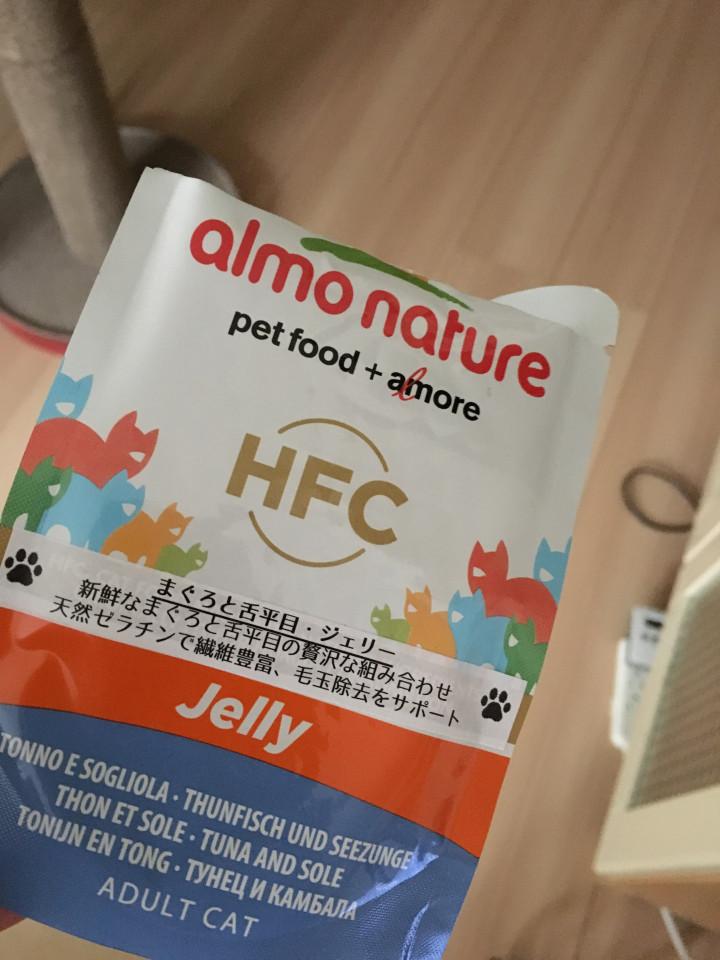 almo nature
pet food + almore
HFC
まぐろと舌平目・ジェリー
新鮮なまぐろと舌平目の贅沢な組み合わせ
天然ゼラチンで繊維豊富、毛玉除去をサポート
Jelly
TONNO E SOGLIOLA · THUNFISCH UND SEEZUNGE
THON ET SOLE · TUNA AND SOLE
TONIJN EN TONG · ТУНЕЦ И КАМБАЛА
ADULT CAT